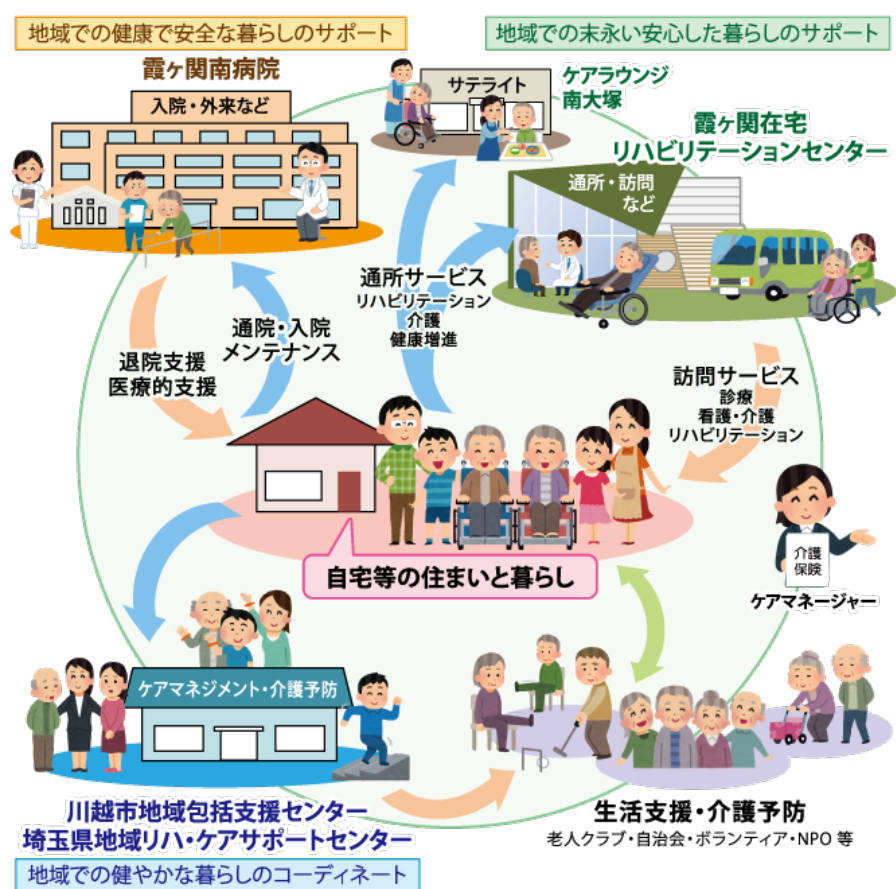 地域での健康で安全な暮らしのサポート
霞ヶ関南病院
入院・外来など
地域での末永い安心した暮らしのサポート
サテライト
ケアラウンジ
南大塚
霞ヶ関在宅
リハビリテーションセンター
通所・訪問
など
退院支援
医療的支援
通院・入院
メンテナンス
通所サービス
リハビリテーション
介護
健康増進
訪問サービス
診療
看護・介護
リハビリテーション
自宅等の住まいと暮らし
介護
保険
ケアマネージャー
ケアマネジメント・介護予防
川越市地域包括支援センター
埼玉県地域リハ・ケアサポートセンター
地域での健やかな暮らしのコーディネート
生活支援・介護予防
老人クラブ・自治会・ボランティア・NPO 等